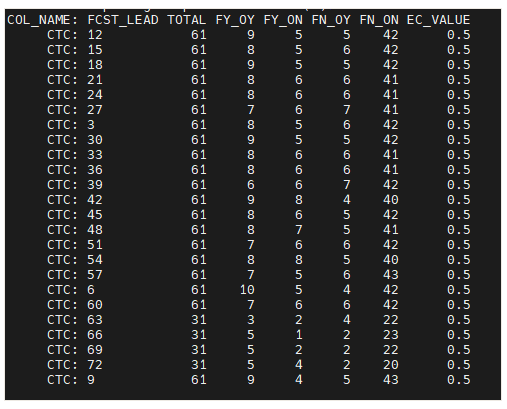 COL_NAME: FCST_LEAD TOTAL FY_OY FY_ON FN_OY FN_ON EC_VALUE
CTC: 12 61 9 5 5 42 0.5
CTC: 15 61 8 5 6 42 0.5
CTC: 18 61 9 5 5 42 0.5
CTC: 21 61 8 6 6 41 0.5
CTC: 24 61 8 6 6 41 0.5
CTC: 27 61 7 6 7 41 0.5
CTC: 3 61 8 5 6 42 0.5
CTC: 30 61 9 5 5 42 0.5
CTC: 33 61 8 6 6 41 0.5
CTC: 36 61 8 6 6 41 0.5
CTC: 39 61 6 6 7 42 0.5
CTC: 42 61 9 8 4 40 0.5
CTC: 45 61 8 6 5 42 0.5
CTC: 48 61 8 7 5 41 0.5
CTC: 51 61 7 6 6 42 0.5
CTC: 54 61 8 8 5 40 0.5
CTC: 57 61 7 5 6 43 0.5
CTC: 6 61 10 5 4 42 0.5
CTC: 60 61 7 6 6 42 0.5
CTC: 63 31 3 2 4 22 0.5
CTC: 66 31 5 1 2 23 0.5
CTC: 69 31 5 2 2 22 0.5
CTC: 72 31 5 4 2 20 0.5
CTC: 9 61 9 4 5 43 0.5